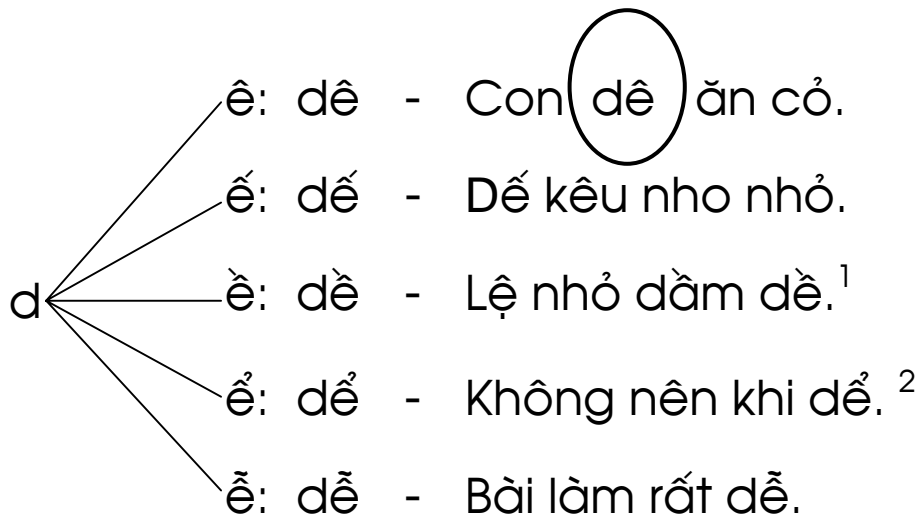 ê: dê - Con dê ăn cỏ.
ế: dế - Dế kêu nho nhỏ.
d ề: dề - Lệ nhỏ dầm dề.¹
ể: dể - Không nên khi dể. ²
ễ: dễ - Bài làm rất dễ.